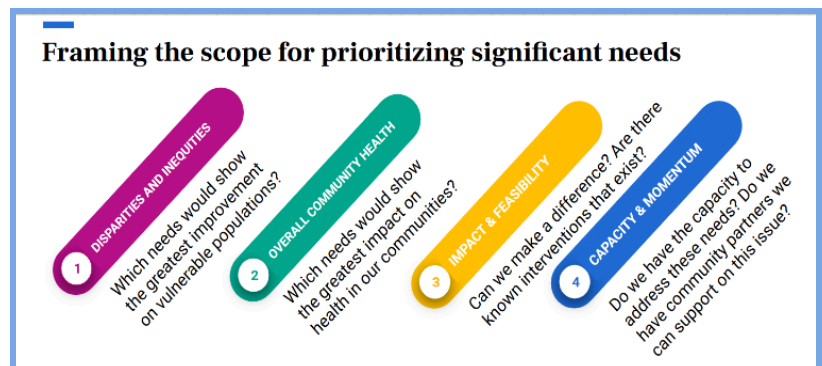 Framing the scope for prioritizing significant needs
1
DISPARITIES AND INEQUITIES
Which needs would show
the greatest improvement
on vulnerable populations?
2
OVERALL COMMUNITY HEALTH
Which needs would show
the greatest impact on
health in our communities?
3
IMPACT & FEASIBILITY
Can we make a difference? Are there
known interventions that exist?
4
CAPACITY & MOMENTUM
Do we have the capacity to
address these needs? Do we
have community partners we
can support on this issue?